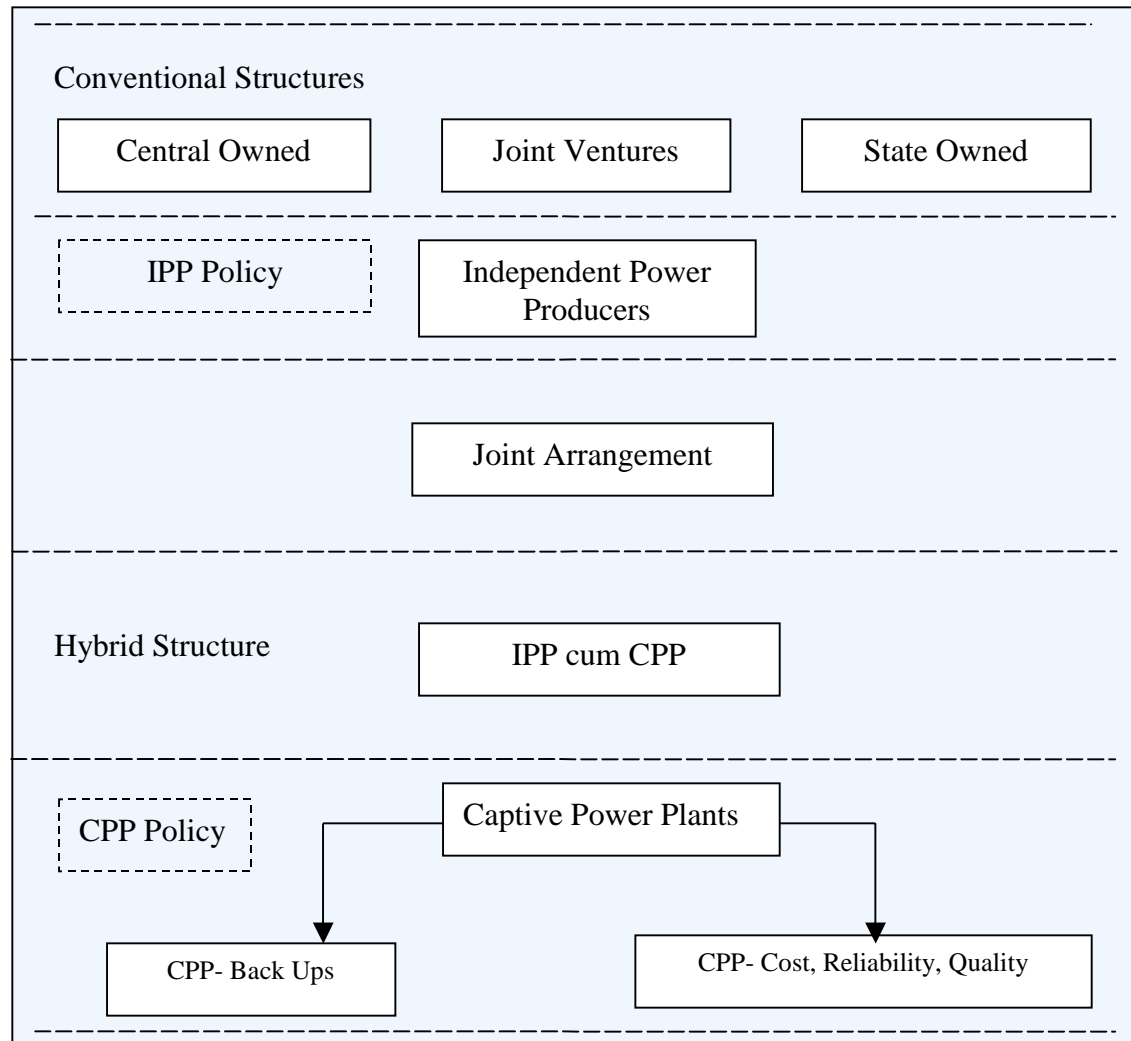 Conventional Structures
Central Owned
Joint Ventures
State Owned
IPP Policy
Independent Power
Producers
Joint Arrangement
Hybrid Structure
IPP cum CPP
CPP Policy
Captive Power Plants
CPP- Back Ups
CPP- Cost, Reliability, Quality